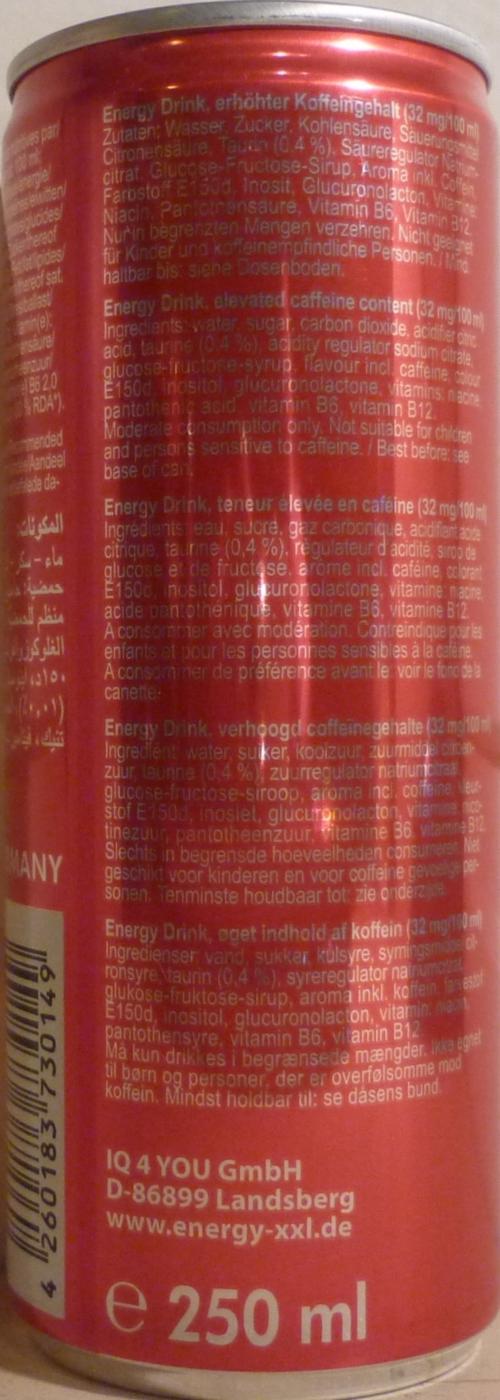 Energy Drink, erhöhter Koffeingehalt (32 mg/100 ml)
Zutaten: Wasser, Zucker, Kohlensäure, Säuerungsmittel
Citronensäure, Taurin (0,4 %), Säureregulator Natrium-
citrat, Glucose-Fructose-Sirup, Aroma inkl. Coffein,
Farbstoff E150d, Inosit, Glucuronolacton, Vitamine:
Niacin, Pantothensäure, Vitamin B6, Vitamin B12.
Nur in begrenzten Mengen verzehren. Nicht geeignet
für Kinder und koffeinempfindliche Personen. / Mind.
haltbar bis: siehe Dosenboden.
Energy Drink, elevated caffeine content (32 mg/100 ml)
Ingredients: water, sugar, carbon dioxide, acidifier citric
acid, taurine (0,4 %), acidity regulator sodium citrate,
glucose-fructose-syrup, flavour incl. caffeine, colour
E150d, inositol, glucuronolactone, vitamins: niacine,
pantothenic acid, vitamin B6, vitamin B12.
Moderate consumption only. Not suitable for children
and persons sensitive to caffeine. / Best before: see
base of can.
Energy Drink, teneur élevée en caféine (32 mg/100 ml)
Ingrédients: eau, sucre, gaz carbonique, acidifiant acide
citrique, taurine (0,4 %), régulateur d'acidité, sirop de
glucose et de fructose, arôme incl. caféine, colorant
E150d, inositol, glucuronolactone, vitamine: niacine,
acide pantothénique, vitamine B6, vitamine B12.
A consommer avec modération. Contreindiqué pour les
enfants et pour les personnes sensibles à la caféine.
A consommer de préférence avant le: voir le fond de la
canette.
Energy Drink, verhoogd coffeïnegehalte (32 mg/100 ml)
Ingrediënt: water, suiker, koolzuur, zuurmiddel citroen-
zuur, taurine (0,4 %), zuurregulator natriumcitraat,
glucose-fructose-siroop, aroma incl. coffeïne, kleur-
stof E150d, inosiet, glucuronolacton, vitamine: nico-
tinezuur, pantotheenzuur, vitamine B6, vitamine B12.
Slechts in begrensde hoeveelheden consumeren. Niet
geschikt voor kinderen en voor coffeïne gevoelige per-
sonen. Tenminste houdbaar tot: zie onderzijde.
Energy Drink, øget indhold af koffein (32 mg/100 ml)
Ingredienser: vand, sukker, kulsyre, syrningsmiddel cit-
ronsyre, taurin (0,4 %), syreregulator natriumcitrat,
glukose-fruktose-sirup, aroma inkl. koffein, farvestof
E150d, inositol, glucuronolacton, vitamin: niacin,
pantothensyre, vitamin B6, vitamin B12.
Må kun drikkes i begrænsede mængder. Ikke egnet
til børn og personer, der er overfølsomme mod
koffein. Mindst holdbar til: se dåsens bund.
IQ 4 YOU GmbH
D-86899 Landsberg
www.energy-xxl.de
e 250 ml
4 260183 730149